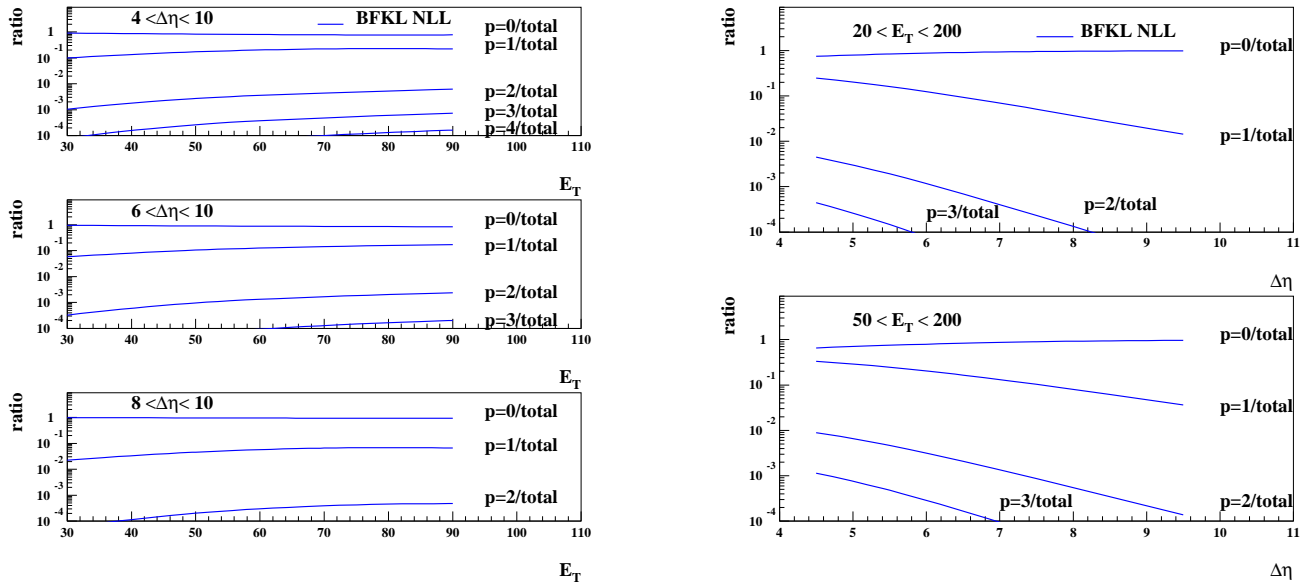 ratio
4 <Δη< 10
BFKL NLL
p=0/total
p=1/total
p=2/total
p=3/total
p=4/total
1
10 -1
10 -2
10 -3
10 -4
30 40 50 60 70 80 90 100 110
E_T
ratio
6 <Δη< 10
p=0/total
p=1/total
p=2/total
p=3/total
1
10 -1
10 -2
10 -3
10 -4
30 40 50 60 70 80 90 100 110
E_T
ratio
8 <Δη< 10
p=0/total
p=1/total
p=2/total
1
10 -1
10 -2
10 -3
10 -4
30 40 50 60 70 80 90 100 110
E_T
ratio
20 < E_T < 200
BFKL NLL
p=0/total
p=1/total
p=2/total
p=3/total
1
10 -1
10 -2
10 -3
10 -4
4 5 6 7 8 9 10 11
Δη
ratio
50 < E_T < 200
p=0/total
p=1/total
p=2/total
p=3/total
1
10 -1
10 -2
10 -3
10 -4
4 5 6 7 8 9 10 11
Δη